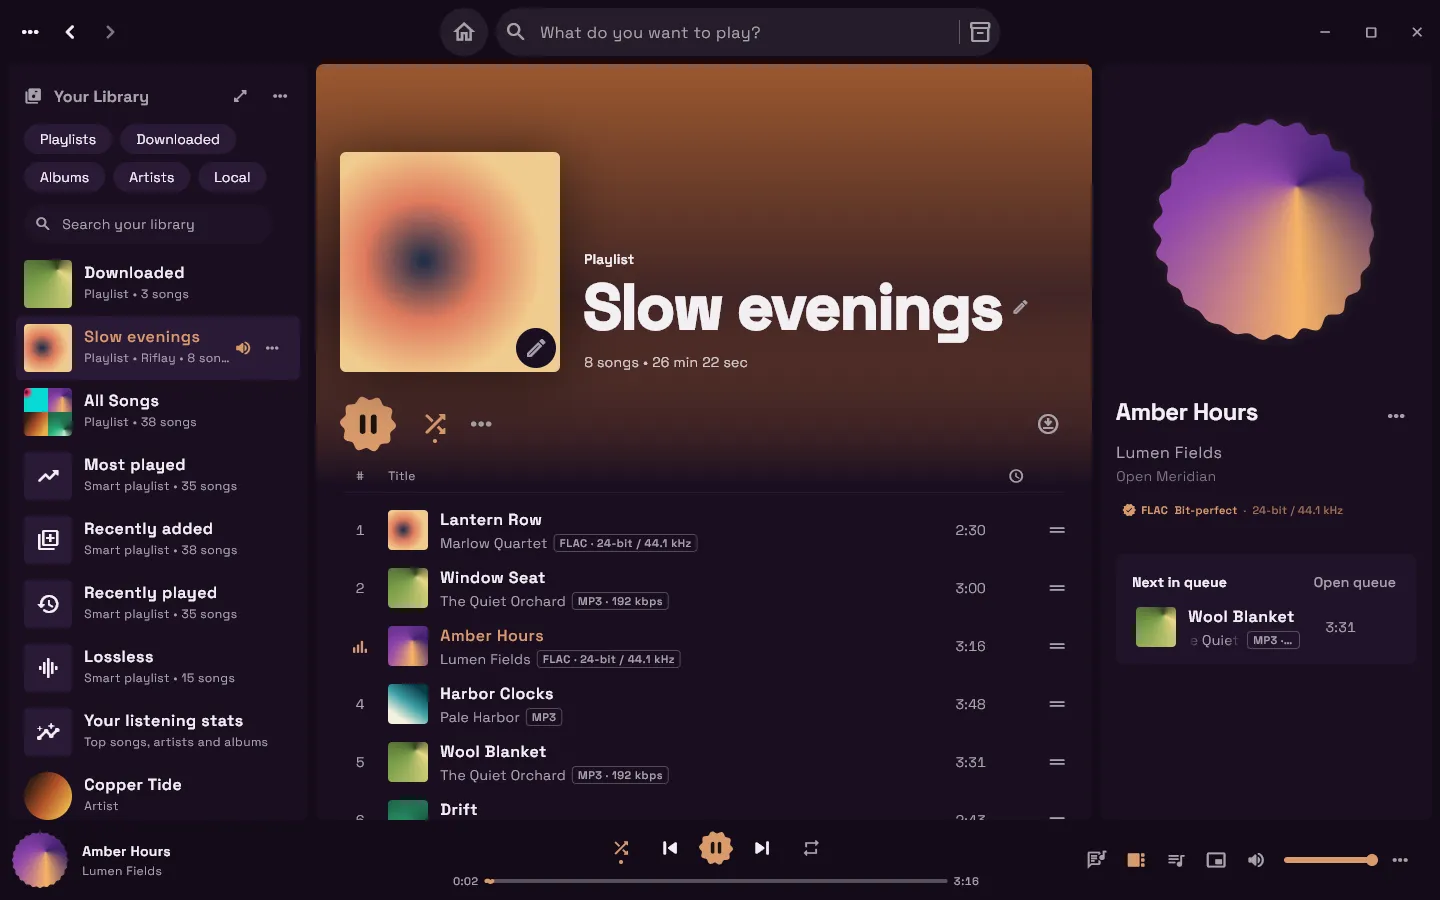 What do you want to play?
Your Library
Playlists
Downloaded
Albums
Artists
Local
Search your library
Downloaded
Playlist • 3 songs
Slow evenings
Playlist • Riflay • 8 son...
All Songs
Playlist • 38 songs
Most played
Smart playlist • 35 songs
Recently added
Smart playlist • 38 songs
Recently played
Smart playlist • 35 songs
Lossless
Smart playlist • 15 songs
Your listening stats
Top songs, artists and albums
Copper Tide
Artist
Playlist
Slow evenings
8 songs • 26 min 22 sec
# Title
1 Lantern Row 2:30
Marlow Quartet FLAC · 24-bit / 44.1 kHz
2 Window Seat 3:00
The Quiet Orchard MP3 · 192 kbps
Amber Hours 3:16
Lumen Fields FLAC · 24-bit / 44.1 kHz
4 Harbor Clocks 3:48
Pale Harbor MP3
5 Wool Blanket 3:31
The Quiet Orchard MP3 · 192 kbps
6 Drift 2:43
Amber Hours
Lumen Fields
Open Meridian
FLAC Bit-perfect · 24-bit / 44.1 kHz
Next in queue Open queue
Wool Blanket 3:31
e Quiet MP3 ·...
Amber Hours
Lumen Fields
0:02 3:16